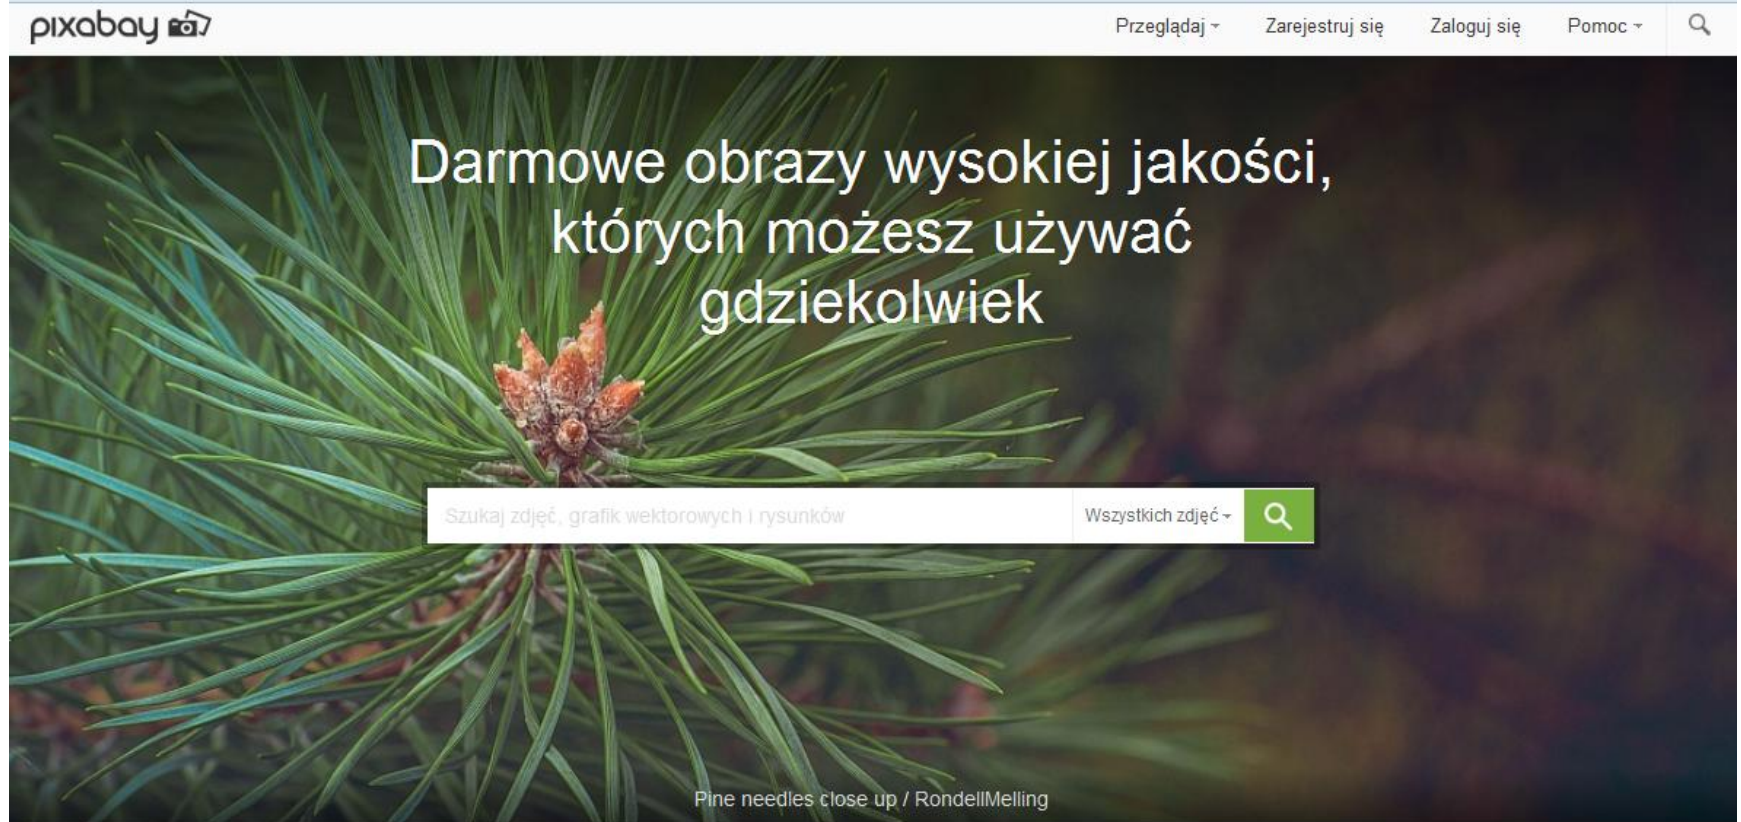 pixabay
Przeglądaj Zarejestruj się Zaloguj się Pomoc
Darmowe obrazy wysokiej jakości,
których możesz używać
gdziekolwiek
Szukaj zdjęć, grafik wektorowych i rysunków Wszystkich zdjęć
Pine needles close up / RondellMelling